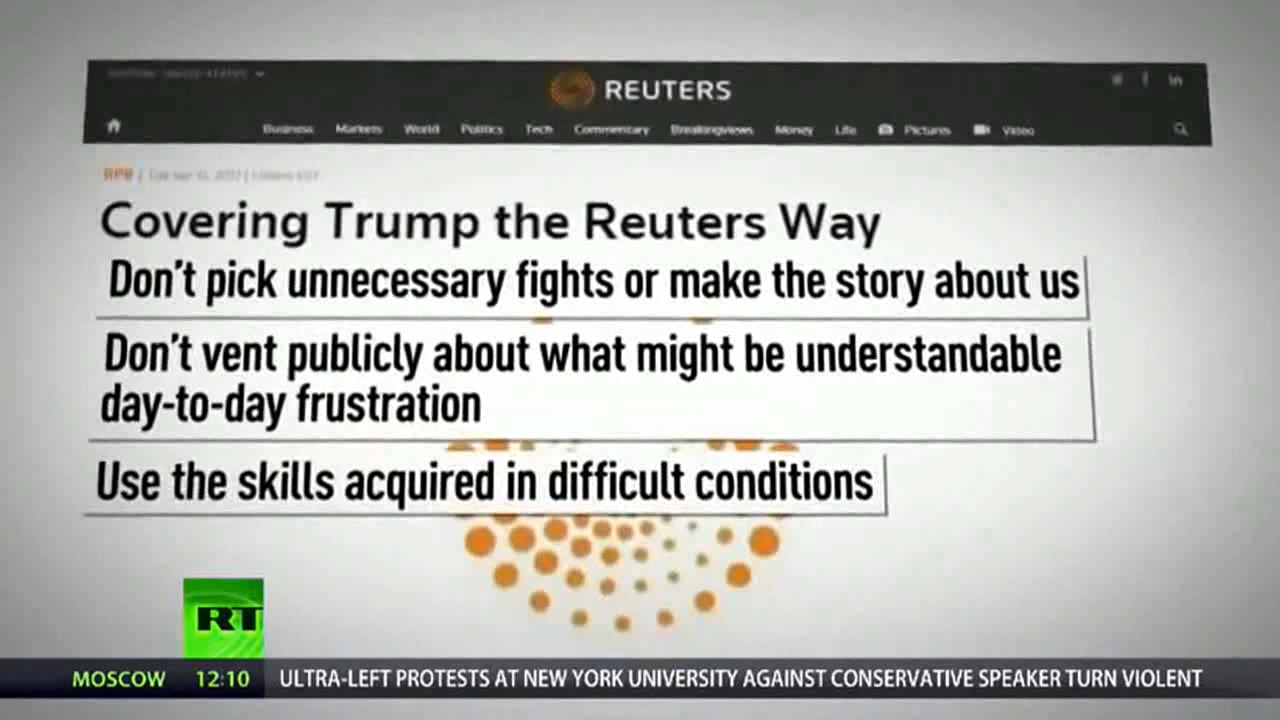 REUTERS
Business Markets World Politics Tech Commentary Breakingviews Money Life Pictures Video
Covering Trump the Reuters Way
Don't pick unnecessary fights or make the story about us
Don't vent publicly about what might be understandable
day-to-day frustration
Use the skills acquired in difficult conditions
RT
MOSCOW 12:10 ULTRA-LEFT PROTESTS AT NEW YORK UNIVERSITY AGAINST CONSERVATIVE SPEAKER TURN VIOLENT